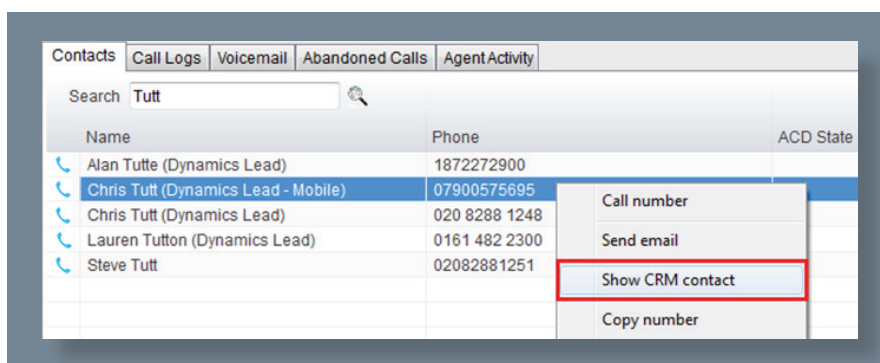 Contacts Call Logs Voicemail Abandoned Calls Agent Activity
Search Tutt
Name Phone ACD State
Alan Tutte (Dynamics Lead) 1872272900
Chris Tutt (Dynamics Lead - Mobile) 07900575695
Chris Tutt (Dynamics Lead) 020 8288 1248
Lauren Tutton (Dynamics Lead) 0161 482 2300
Steve Tutt 02082881251
Call number
Send email
Show CRM contact
Copy number